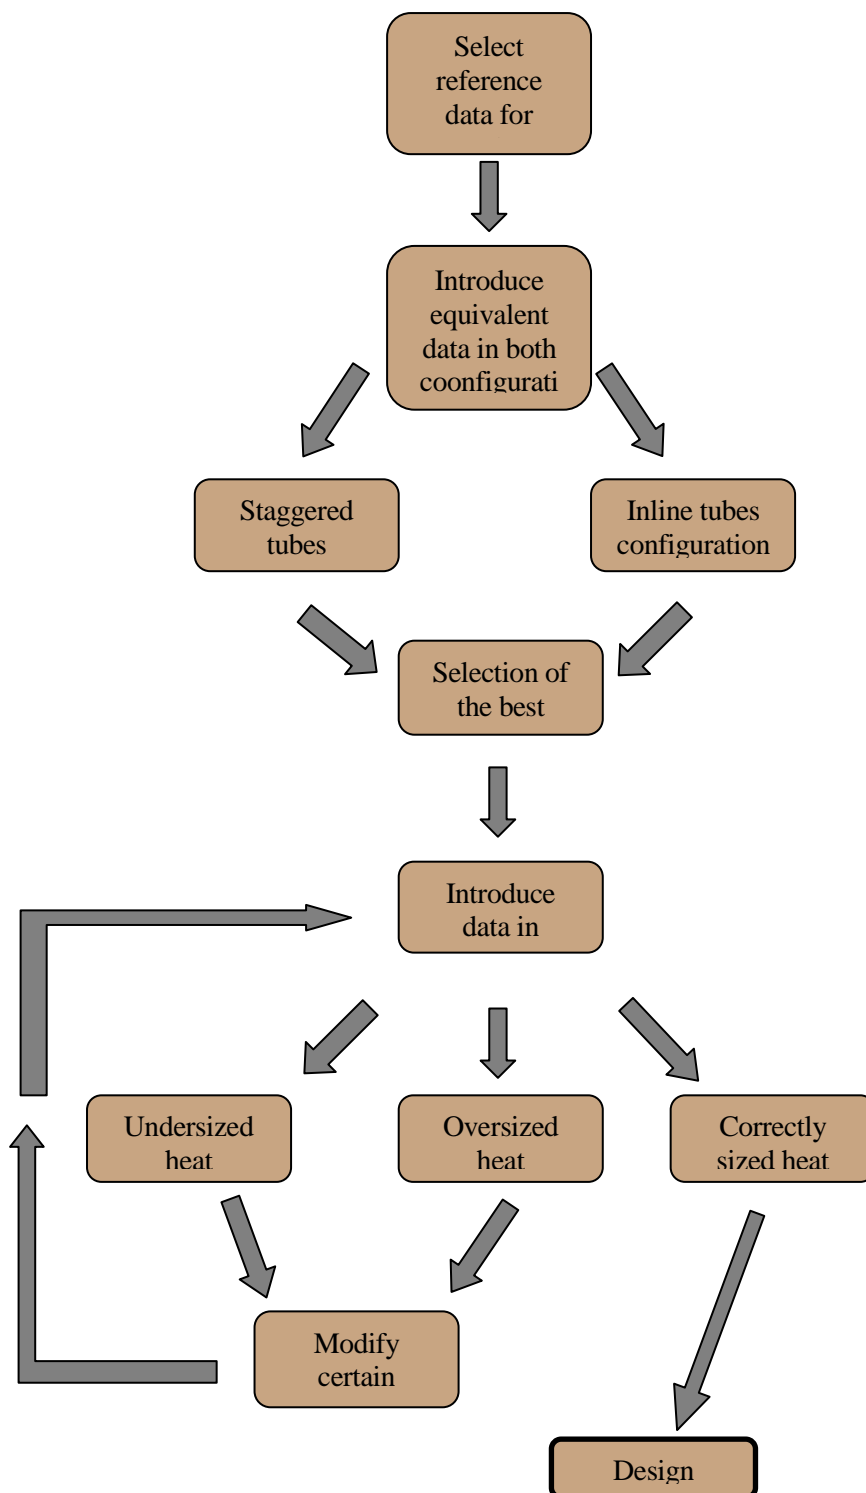 Select
reference
data for
Introduce
equivalent
data in both
coonfigurati
Staggered
tubes
Inline tubes
configuration
Selection of
the best
Introduce
data in
Undersized
heat
Oversized
heat
Correctly
sized heat
Modify
certain
Design